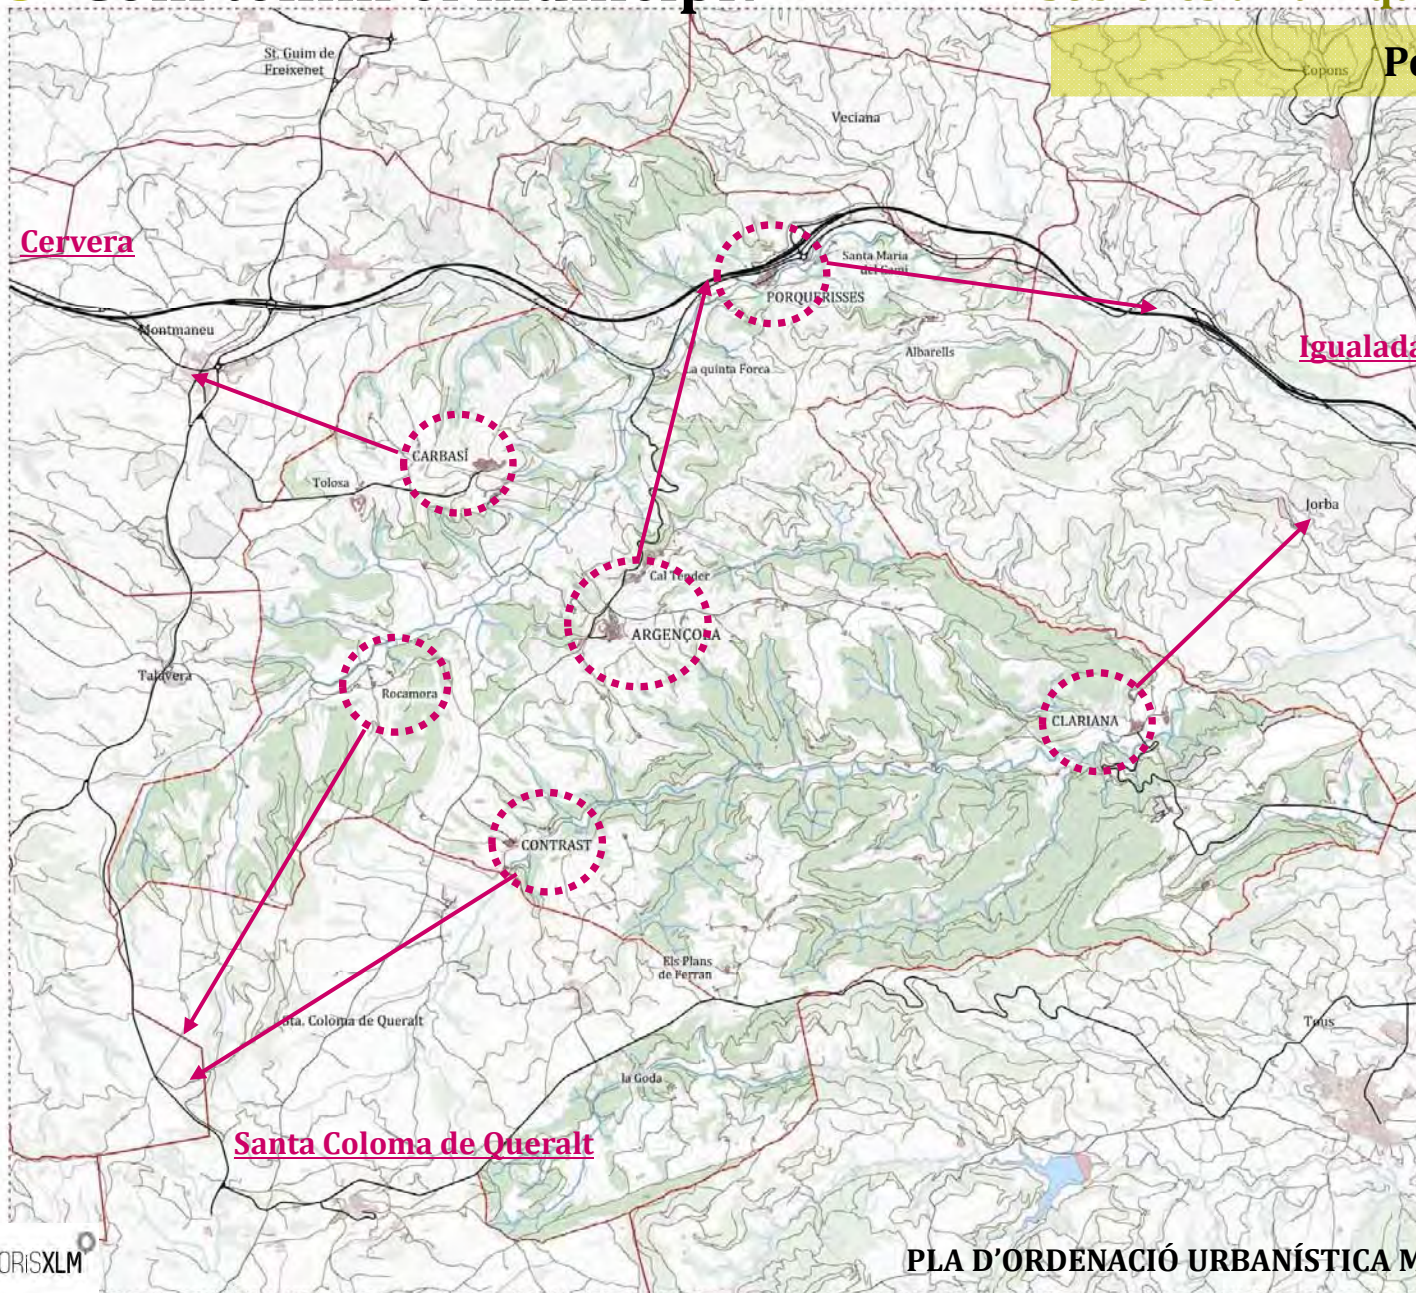 St. Guim de
Freixenet
Copons
Veciana
Cervera
Santa Maria
del Camí
PORQUERISSES
Montmaneu
Igualada
Albarells
La quinta Forca
CARBASÍ
Tolosa
Jorba
Cal Tender
ARGENÇOLA
Talavera
Rocamora
CLARIANA
CONTRAST
Els Plans
de Ferran
Sta. Coloma de Queralt
Tous
la Goda
Santa Coloma de Queralt
ORiSXLM
PLA D'ORDENACIÓ URBANÍSTICA M